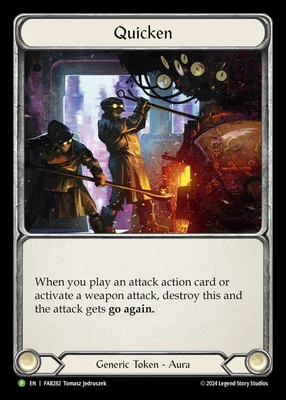 Quicken
When you play an attack action card or
activate a weapon attack, destroy this and
the attack gets go again.
Generic Token - Aura
P EN | FAB282 Tomasz Jedruszek © 2024 Legend Story Studios